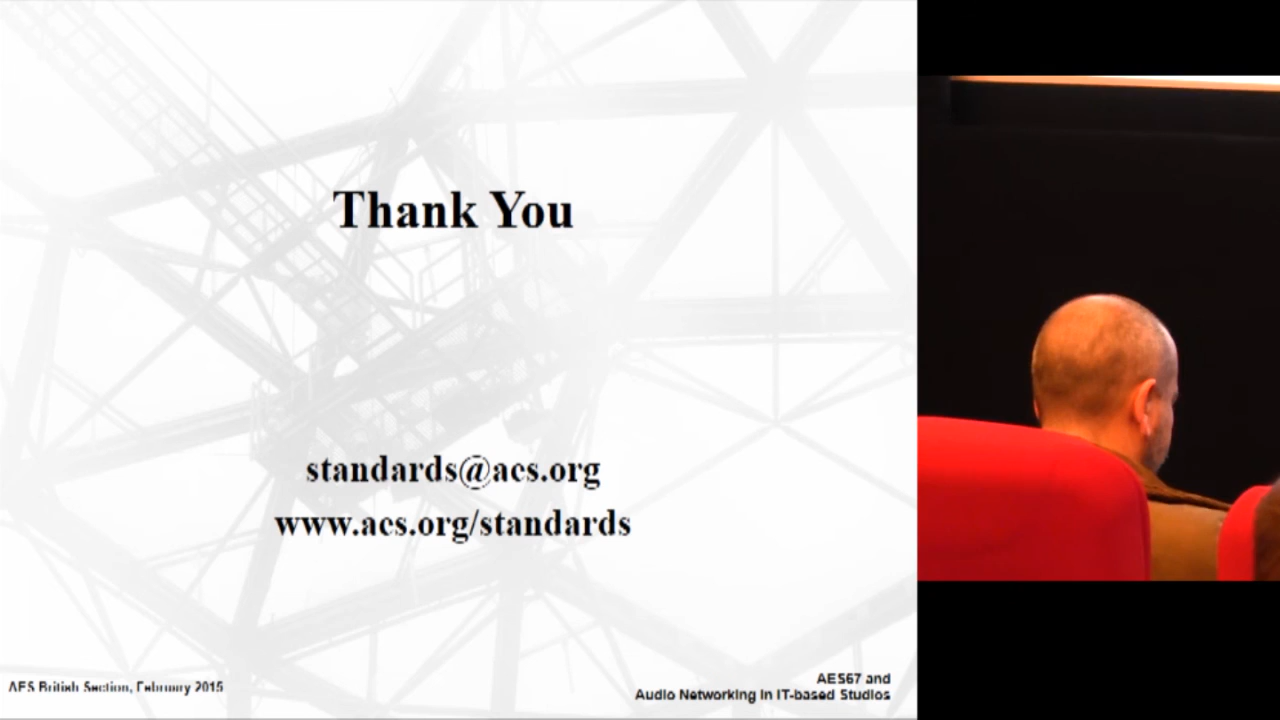 Thank You
standards@aes.org
www.aes.org/standards
AES British Section, February 2015
AES67 and
Audio Networking in IT-based Studios